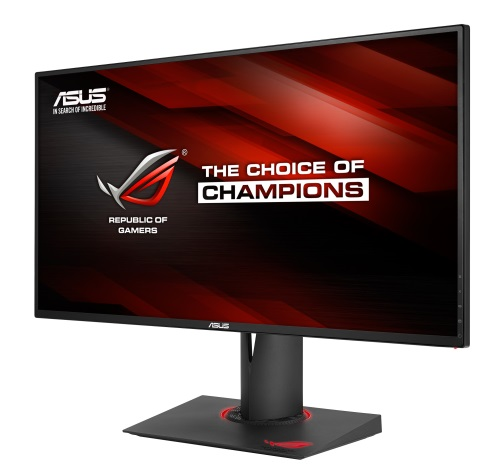 ASUS
IN SEARCH OF INCREDIBLE
®
THE CHOICE OF
CHAMPIONS
REPUBLIC OF
GAMERS
ASUS